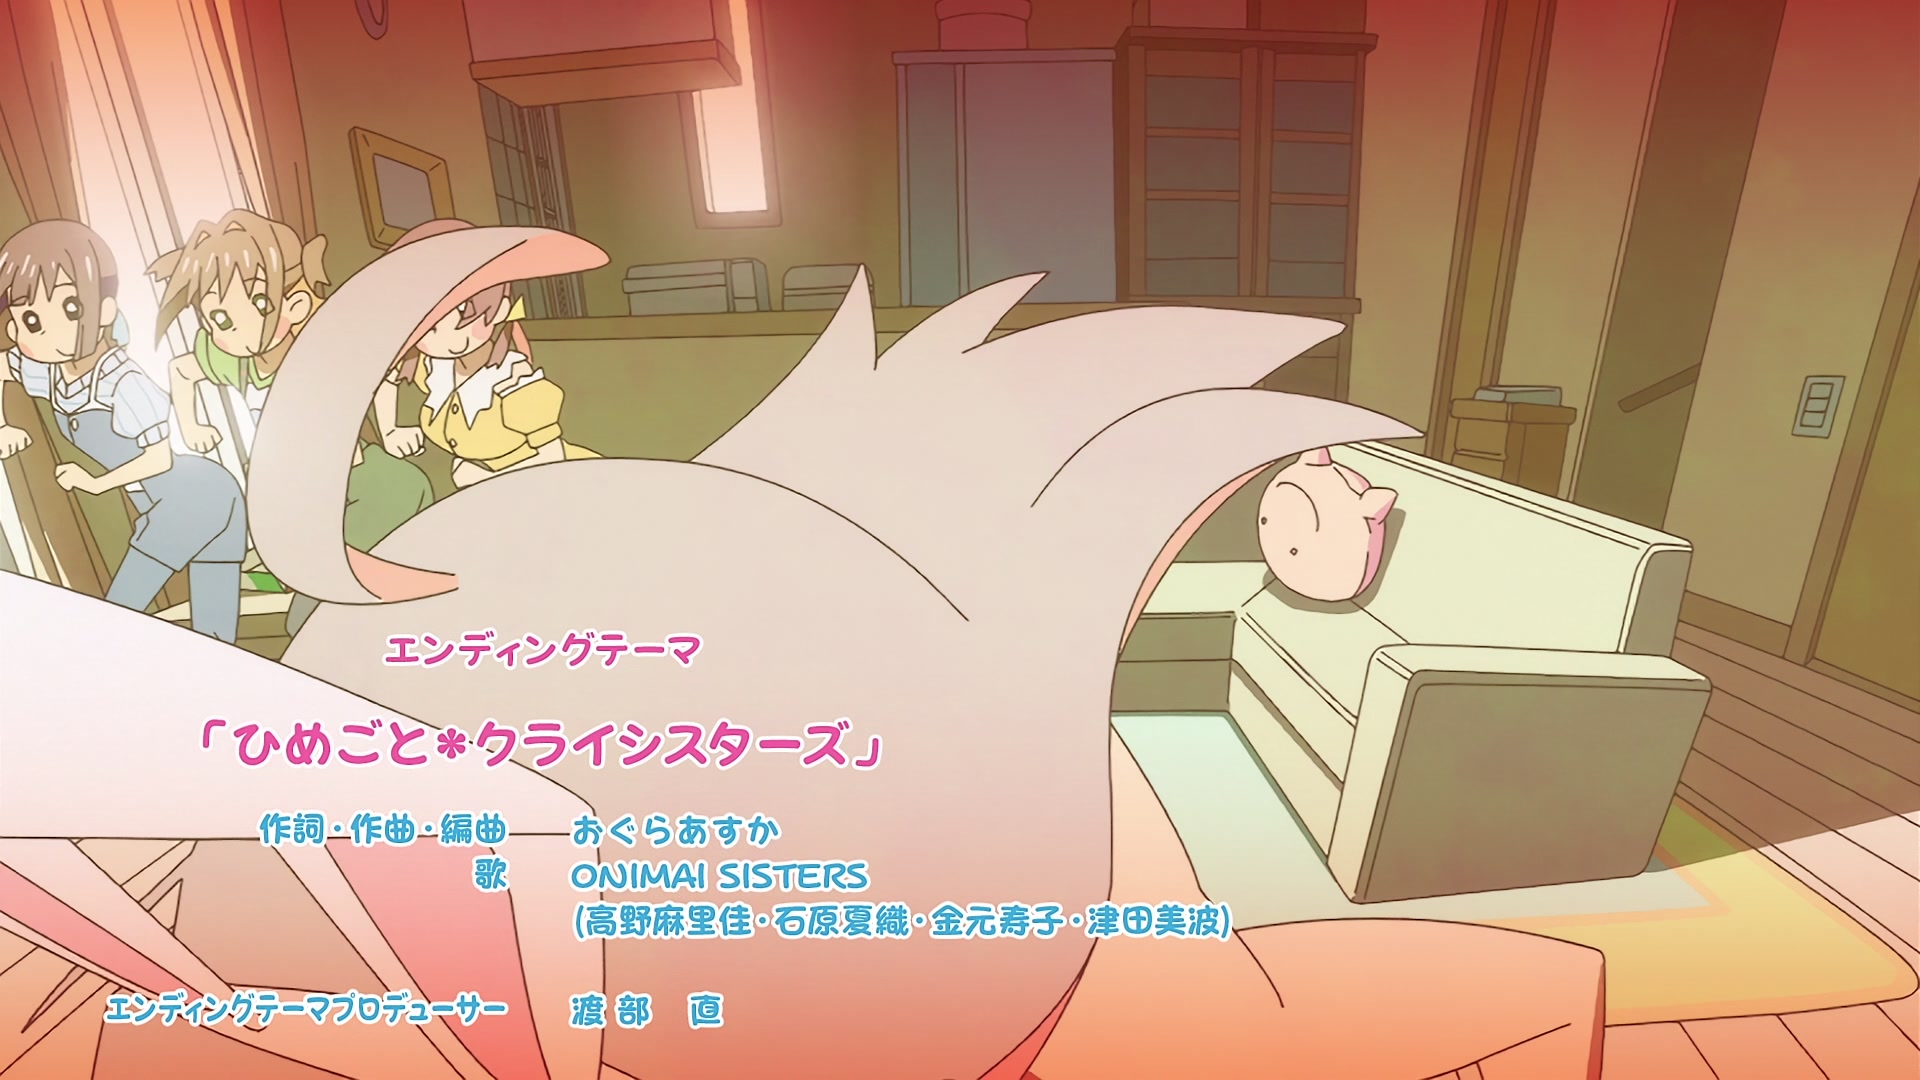 エンディングテーマ
「ひめごと*クライシスターズ」
作詞・作曲・編曲 おぐらあすか
歌 ONIMAI SISTERS
(高野麻里佳・石原夏織・金元寿子・津田美波)
エンディングテーマプロデューサー 渡部 直